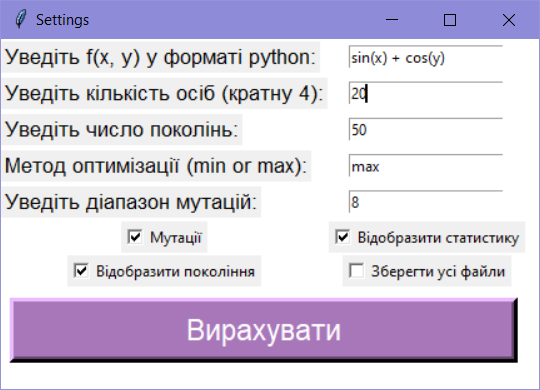 Settings
Уведіть f(x, y) у форматі python: sin(x) + cos(y)
Уведіть кількість осіб (кратну 4): 20
Уведіть число поколінь: 50
Метод оптимізації (min or max): max
Уведіть діапазон мутацій: 8
Мутації Відобразити статистику
Відобразити покоління Зберегти усі файли
Вирахувати